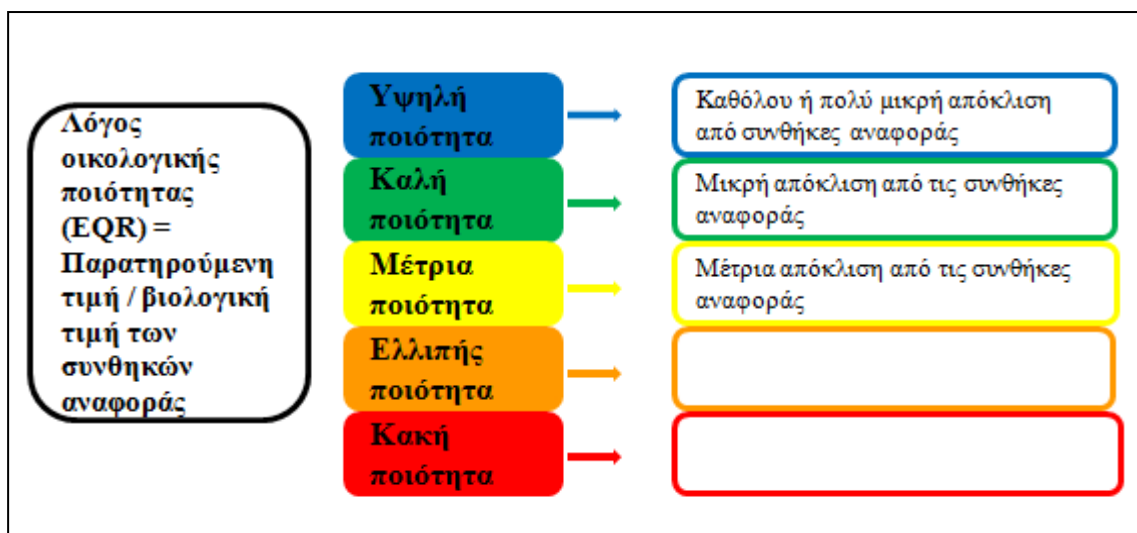 Λόγος
οικολογικής
ποιότητας
(EQR) =
Παρατηρούμενη
τιμή / βιολογική
τιμή των
συνθηκών
αναφοράς
Υψηλή
ποιότητα
Καθόλου ή πολύ μικρή απόκλιση
από συνθήκες αναφοράς
Καλή
ποιότητα
Μικρή απόκλιση από τις συνθήκες
αναφοράς
Μέτρια
ποιότητα
Μέτρια απόκλιση από τις συνθήκες
αναφοράς
Ελλιπής
ποιότητα
Κακή
ποιότητα